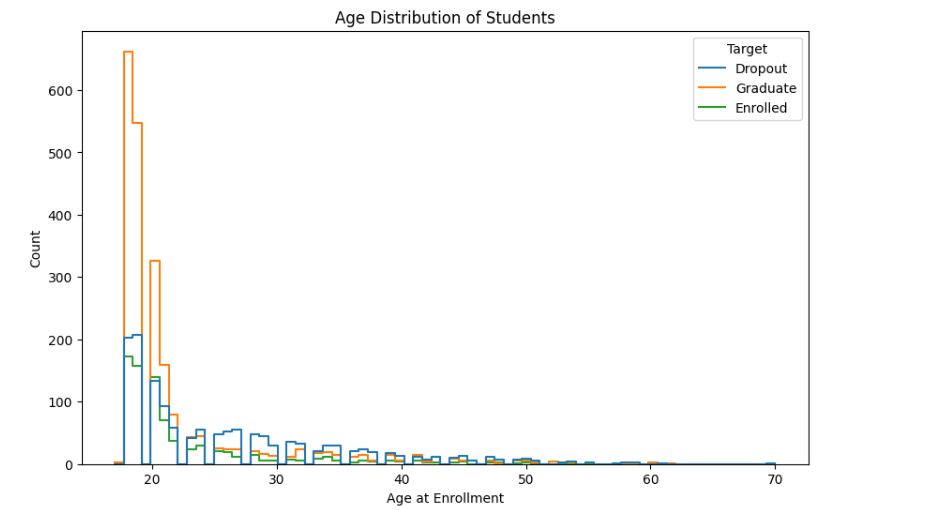 Age Distribution of Students
Target
Dropout
Graduate
Enrolled
Count
600
500
400
300
200
100
0
20 30 40 50 60 70
Age at Enrollment